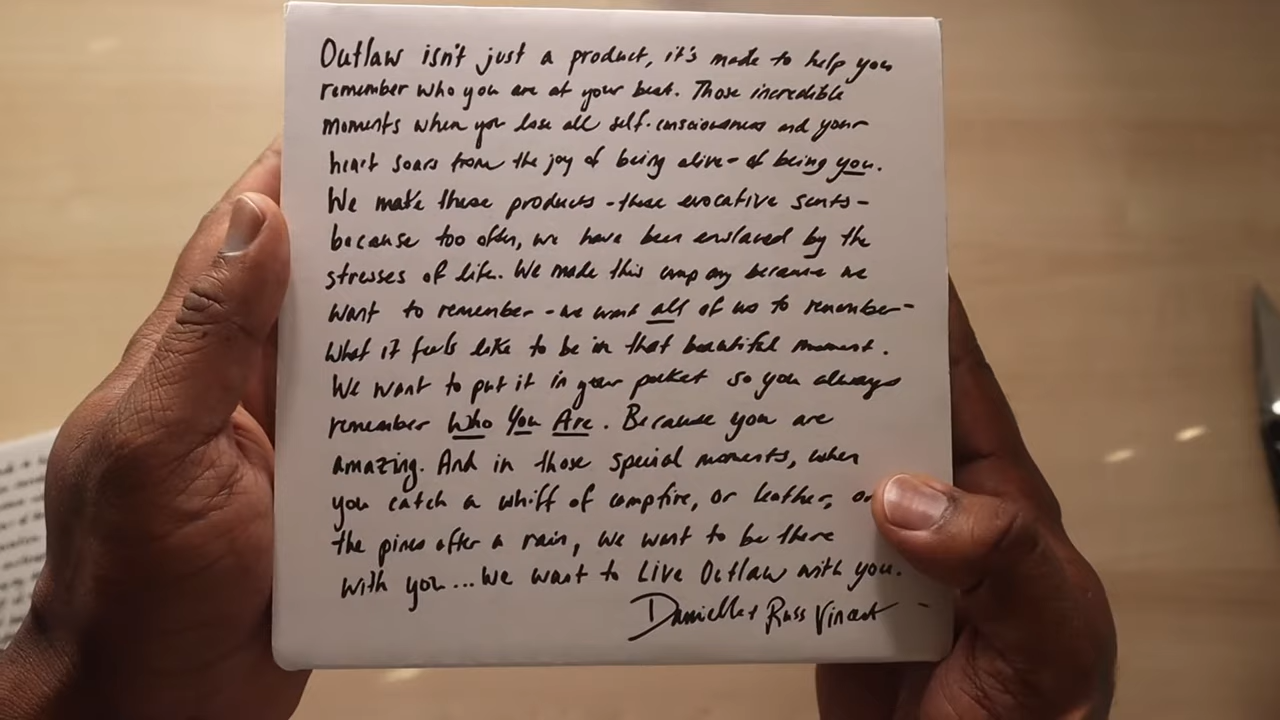 Outlaw isn't just a product, it's made to help you
remember who you are at your best. Those incredible
moments when you lose all self-consciousness and your
heart soars from the joy of being alive - of being you.
We make these products - these evocative scents -
because too often, we have been enslaved by the
stresses of life. We made this company because we
want to remember - we want all of us to remember -
what it feels like to be in that beautiful moment.
We want to put it in your pocket so you always
remember Who You Are. Because you are
amazing. And in those special moments, when
you catch a whiff of campfire, or leather, or
the pines after a rain, we want to be there
with you... We want to Live Outlaw with you.
Danielle + Russ Vincent